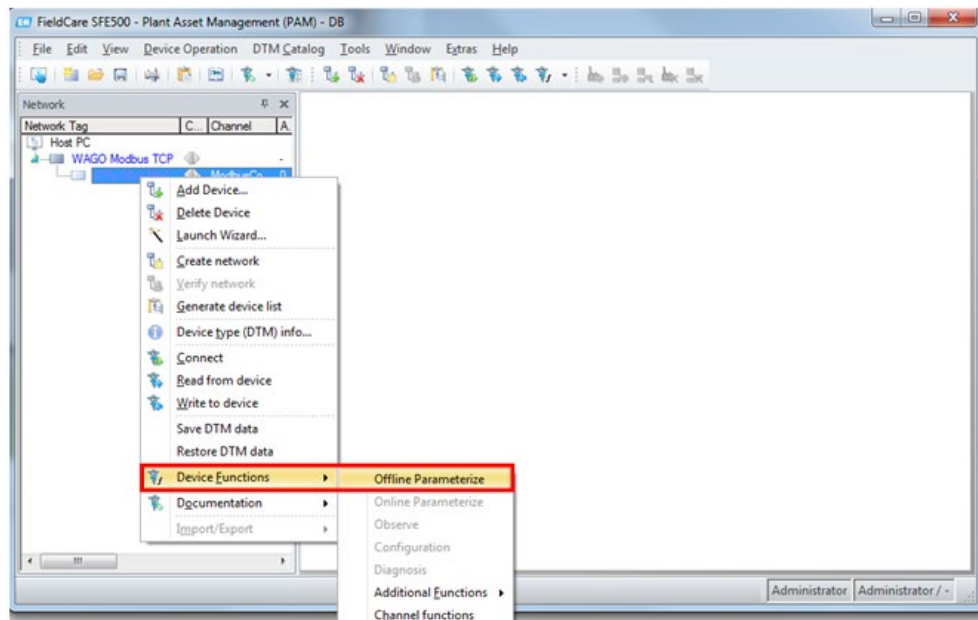 FieldCare SFE500 - Plant Asset Management (PAM) - DB
File Edit View Device Operation DTM Catalog Tools Window Extras Help
Network
Network Tag C... Channel A.
Host PC
WAGO Modbus TCP -
ModbusCo... 0
Add Device...
Delete Device
Launch Wizard...
Create network
Verify network
Generate device list
Device type (DTM) info...
Connect
Read from device
Write to device
Save DTM data
Restore DTM data
Device Functions
Offline Parameterize
Documentation
Online Parameterize
Import/Export
Observe
Configuration
Diagnosis
Additional Functions
Channel functions
Administrator Administrator / -